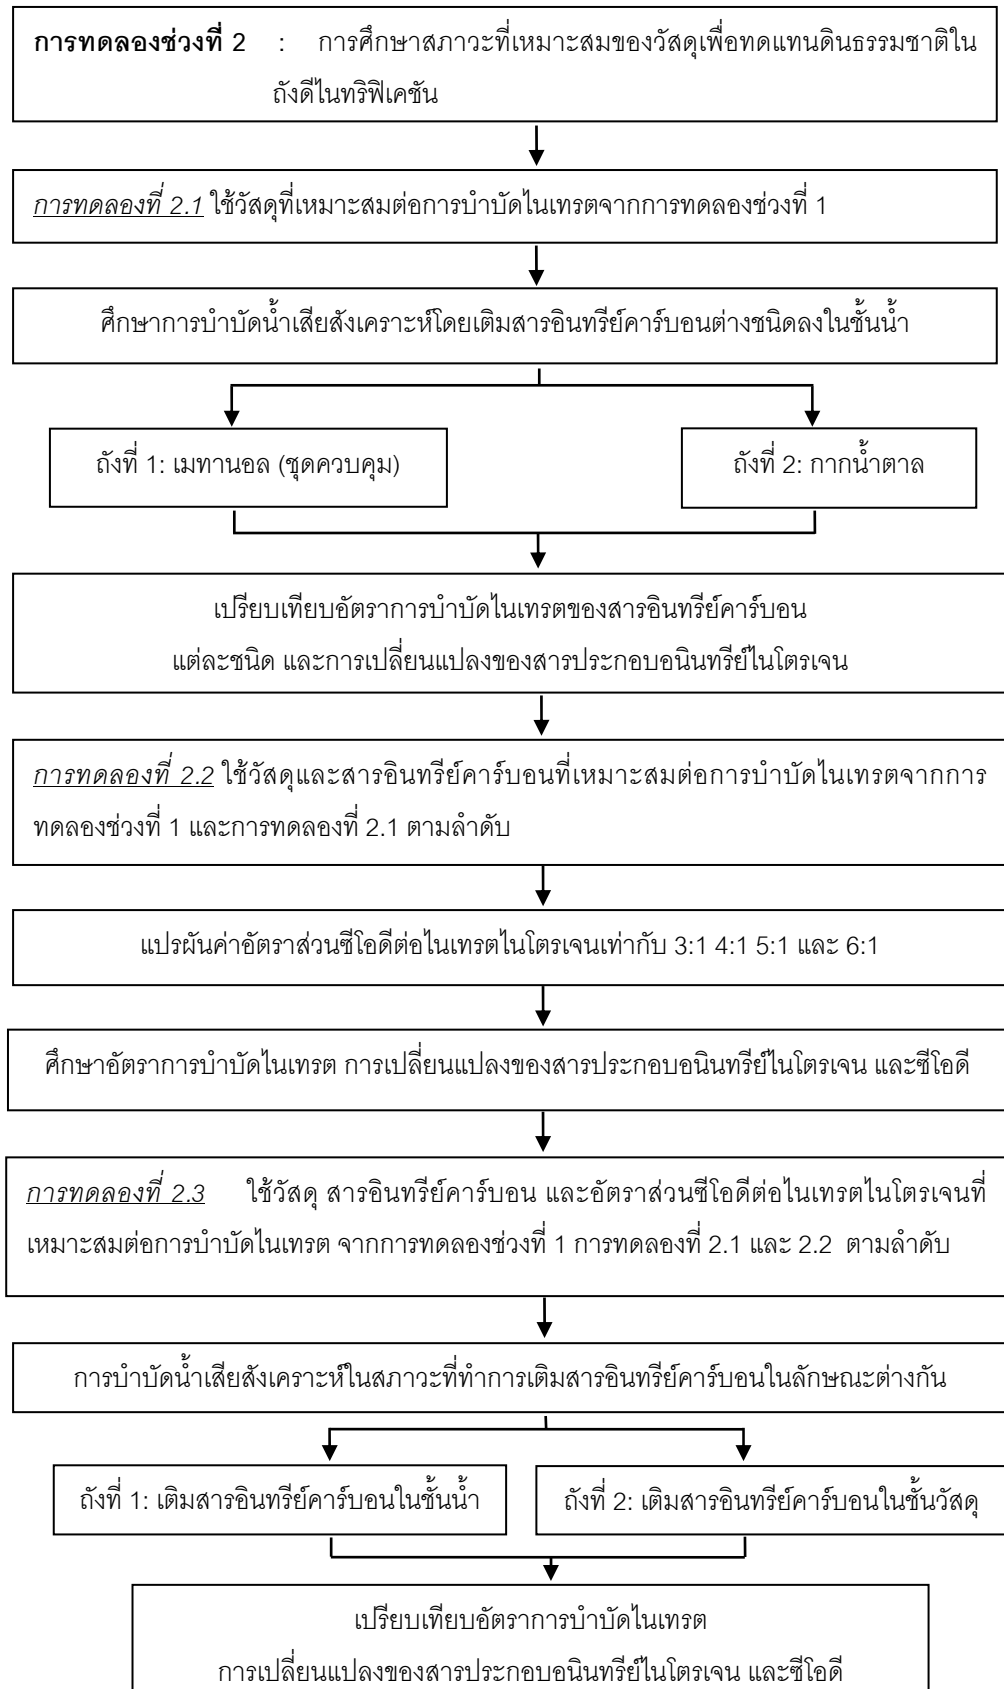 การทดลองช่วงที่ 2 : การศึกษาสภาวะที่เหมาะสมของวัสดุเพื่อทดแทนดินธรรมชาติใน
ถังดีไนทริฟิเคชัน
การทดลองที่ 2.1 ใช้วัสดุที่เหมาะสมต่อการบำบัดไนเทรตจากการทดลองช่วงที่ 1
ศึกษาการบำบัดน้ำเสียสังเคราะห์โดยเติมสารอินทรีย์คาร์บอนต่างชนิดลงในชั้นน้ำ
ถังที่ 1: เมทานอล (ชุดควบคุม)
ถังที่ 2: กากน้ำตาล
เปรียบเทียบอัตราการบำบัดไนเทรตของสารอินทรีย์คาร์บอน
แต่ละชนิด และการเปลี่ยนแปลงของสารประกอบอนินทรีย์ไนโตรเจน
การทดลองที่ 2.2 ใช้วัสดุและสารอินทรีย์คาร์บอนที่เหมาะสมต่อการบำบัดไนเทรตจากการ
ทดลองช่วงที่ 1 และการทดลองที่ 2.1 ตามลำดับ
แปรผันค่าอัตราส่วนซีโอดีต่อไนเทรตไนโตรเจนเท่ากับ 3:1 4:1 5:1 และ 6:1
ศึกษาอัตราการบำบัดไนเทรต การเปลี่ยนแปลงของสารประกอบอนินทรีย์ไนโตรเจน และซีโอดี
การทดลองที่ 2.3 ใช้วัสดุ สารอินทรีย์คาร์บอน และอัตราส่วนซีโอดีต่อไนเทรตไนโตรเจนที่
เหมาะสมต่อการบำบัดไนเทรต จากการทดลองช่วงที่ 1 การทดลองที่ 2.1 และ 2.2 ตามลำดับ
การบำบัดน้ำเสียสังเคราะห์ในสภาวะที่ทำการเติมสารอินทรีย์คาร์บอนในลักษณะต่างกัน
ถังที่ 1: เติมสารอินทรีย์คาร์บอนในชั้นน้ำ
ถังที่ 2: เติมสารอินทรีย์คาร์บอนในชั้นวัสดุ
เปรียบเทียบอัตราการบำบัดไนเทรต
การเปลี่ยนแปลงของสารประกอบอนินทรีย์ไนโตรเจน และซีโอดี